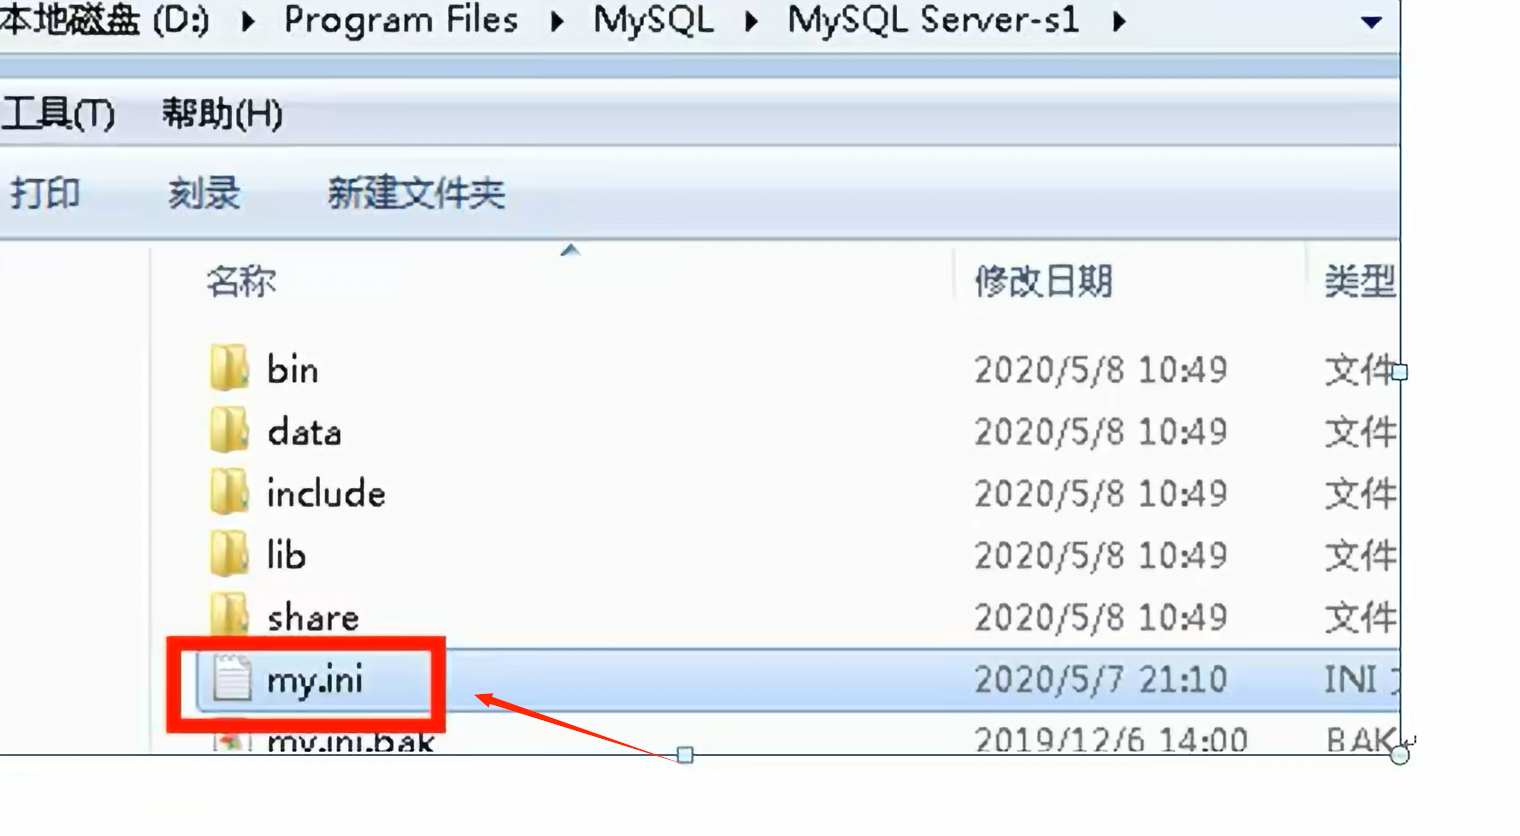 本地磁盘 (D:) ▸ Program Files ▸ MySQL ▸ MySQL Server-s1 ▸
工具(T) 帮助(H)
打印 刻录 新建文件夹
名称 修改日期 类型
bin 2020/5/8 10:49 文件
data 2020/5/8 10:49 文件
include 2020/5/8 10:49 文件
lib 2020/5/8 10:49 文件
share 2020/5/8 10:49 文件
my.ini 2020/5/7 21:10 INI
my.ini.bak 2019/12/6 14:00 BAK